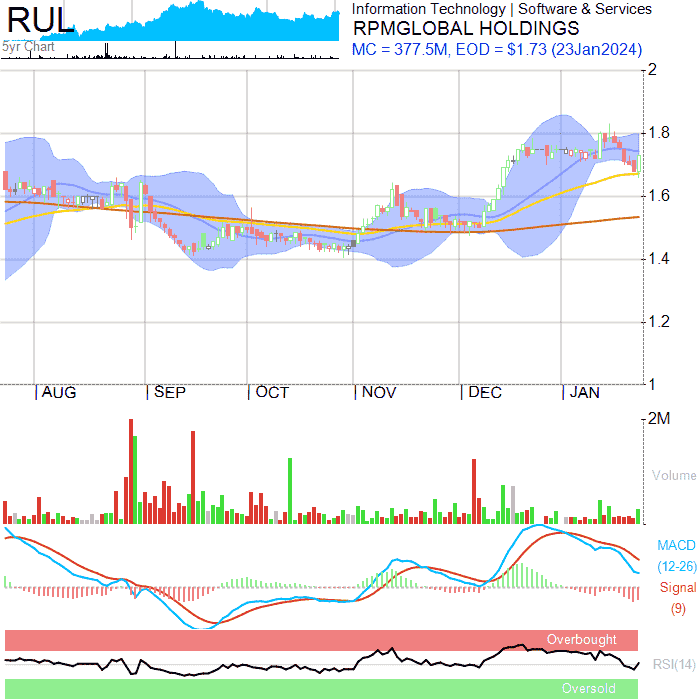 RUL
5yr Chart
Information Technology | Software & Services
RPMGLOBAL HOLDINGS
MC = 377.5M, EOD = $1.73 (23Jan2024)
2
1.8
1.6
1.4
1.2
1
| AUG | SEP | OCT | NOV | DEC | JAN
2M
Volume
MACD
(12-26)
Signal
(9)
Overbought
RSI(14)
Oversold